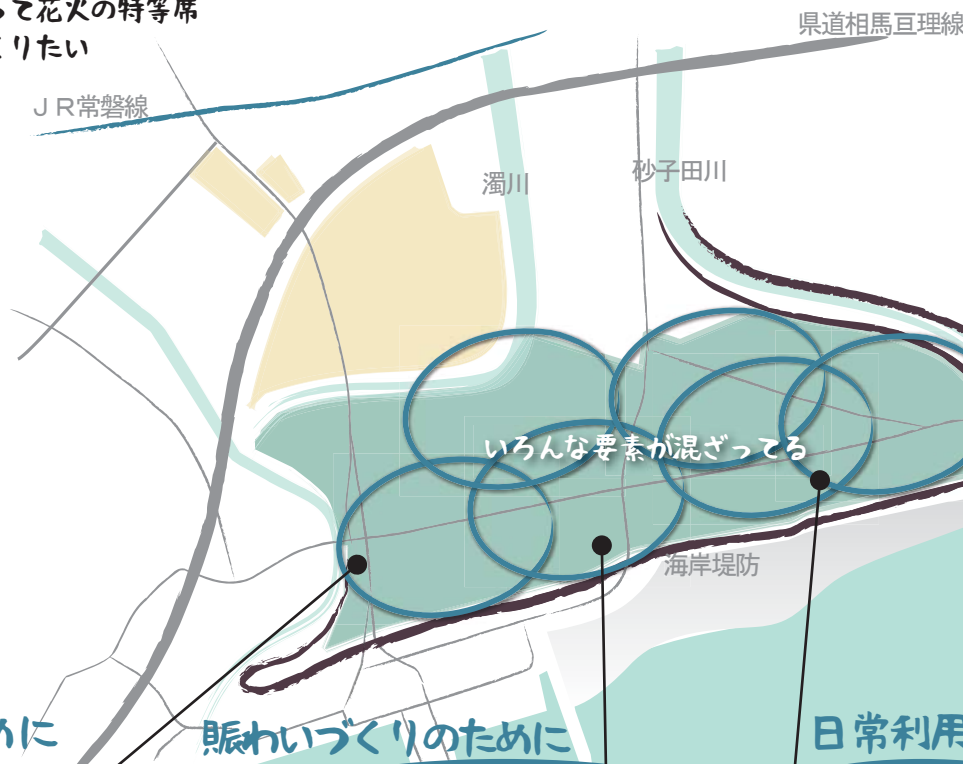 って花火の特等席
くりたい
県道相馬亘理線
ＪＲ常磐線
濁川
砂子田川
いろんな要素が混ざってる
海岸堤防
めに
賑わいづくりのために
日常利用